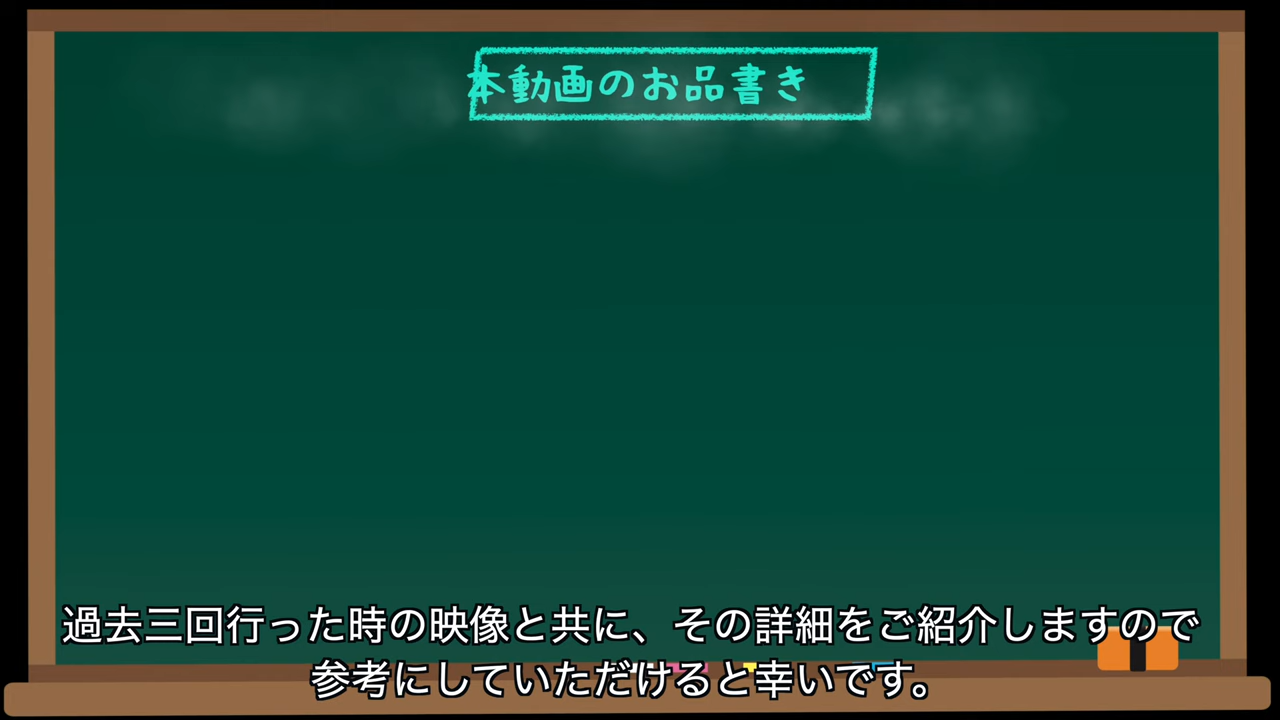 本動画のお品書き
過去三回行った時の映像と共に、その詳細をご紹介しますので
参考にしていただけると幸いです。